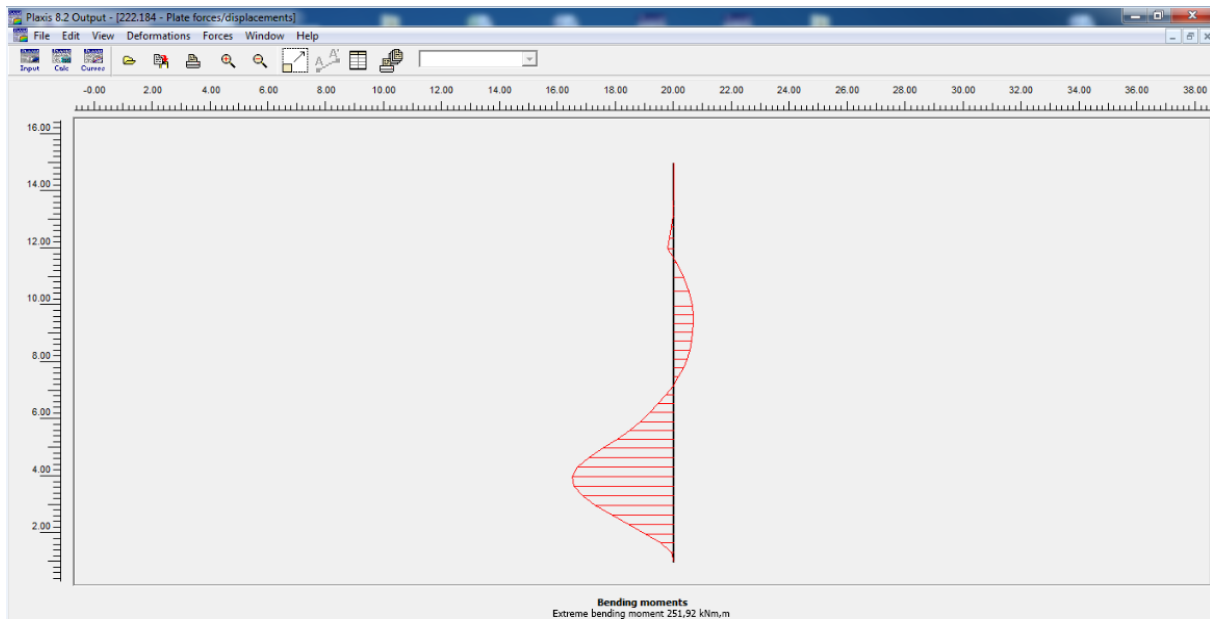 Plaxis 8.2 Output - [222.184 - Plate forces/displacements]
File Edit View Deformations Forces Window Help
Input Calc Curves
-0.00 2.00 4.00 6.00 8.00 10.00 12.00 14.00 16.00 18.00 20.00 22.00 24.00 26.00 28.00 30.00 32.00 34.00 36.00 38.00
16.00
14.00
12.00
10.00
8.00
6.00
4.00
2.00
Bending moments
Extreme bending moment 251,92 kNm,m